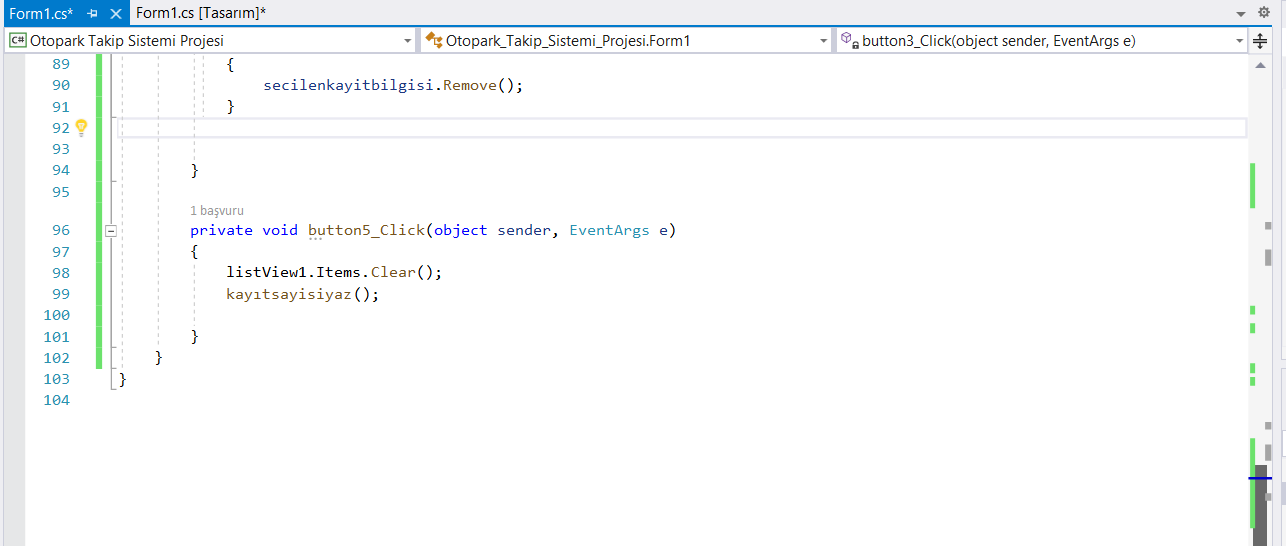 Form1.cs* Form1.cs [Tasarım]*
C# Otopark Takip Sistemi Projesi Otopark_Takip_Sistemi_Projesi.Form1 button3_Click(object sender, EventArgs e)
89 {
90 secilenkayitbilgisi.Remove();
91 }
92
93
94 }
95
1 başvuru
96 private void button5_Click(object sender, EventArgs e)
97 {
98 listView1.Items.Clear();
99 kayıtsayisiyaz();
100
101 }
102 }
103 }
104